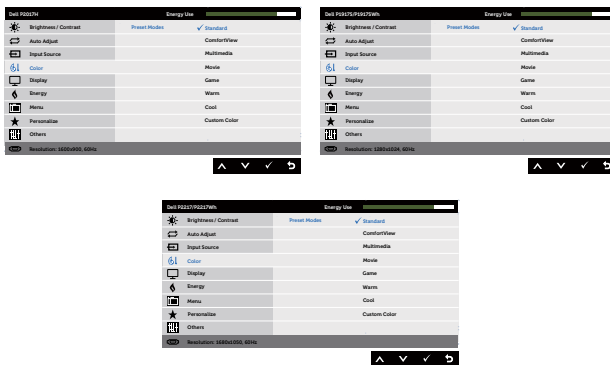 Dell P2017H Energy Use
Brightness / Contrast Preset Modes ✓ Standard
Auto Adjust ComfortView
Input Source Multimedia
Color Movie
Display Game
Energy Warm
Menu Cool
Personalize Custom Color
Others
Resolution: 1600x900, 60Hz
Dell P1917S/P1917SWh Energy Use
Brightness / Contrast Preset Modes ✓ Standard
Auto Adjust ComfortView
Input Source Multimedia
Color Movie
Display Game
Energy Warm
Menu Cool
Personalize Custom Color
Others
Resolution: 1280x1024, 60Hz
Dell P2217/P2217Wh Energy Use
Brightness / Contrast Preset Modes ✓ Standard
Auto Adjust ComfortView
Input Source Multimedia
Color Movie
Display Game
Energy Warm
Menu Cool
Personalize Custom Color
Others
Resolution: 1680x1050, 60Hz